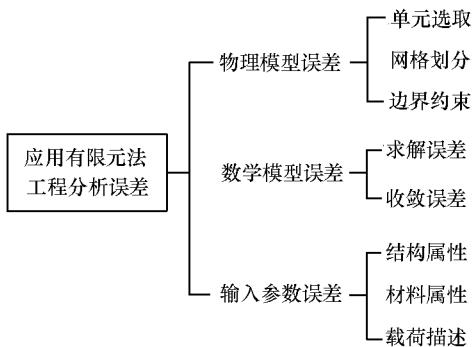 应用有限元法
工程分析误差
物理模型误差
单元选取
网格划分
边界约束
数学模型误差
求解误差
收敛误差
输入参数误差
结构属性
材料属性
载荷描述